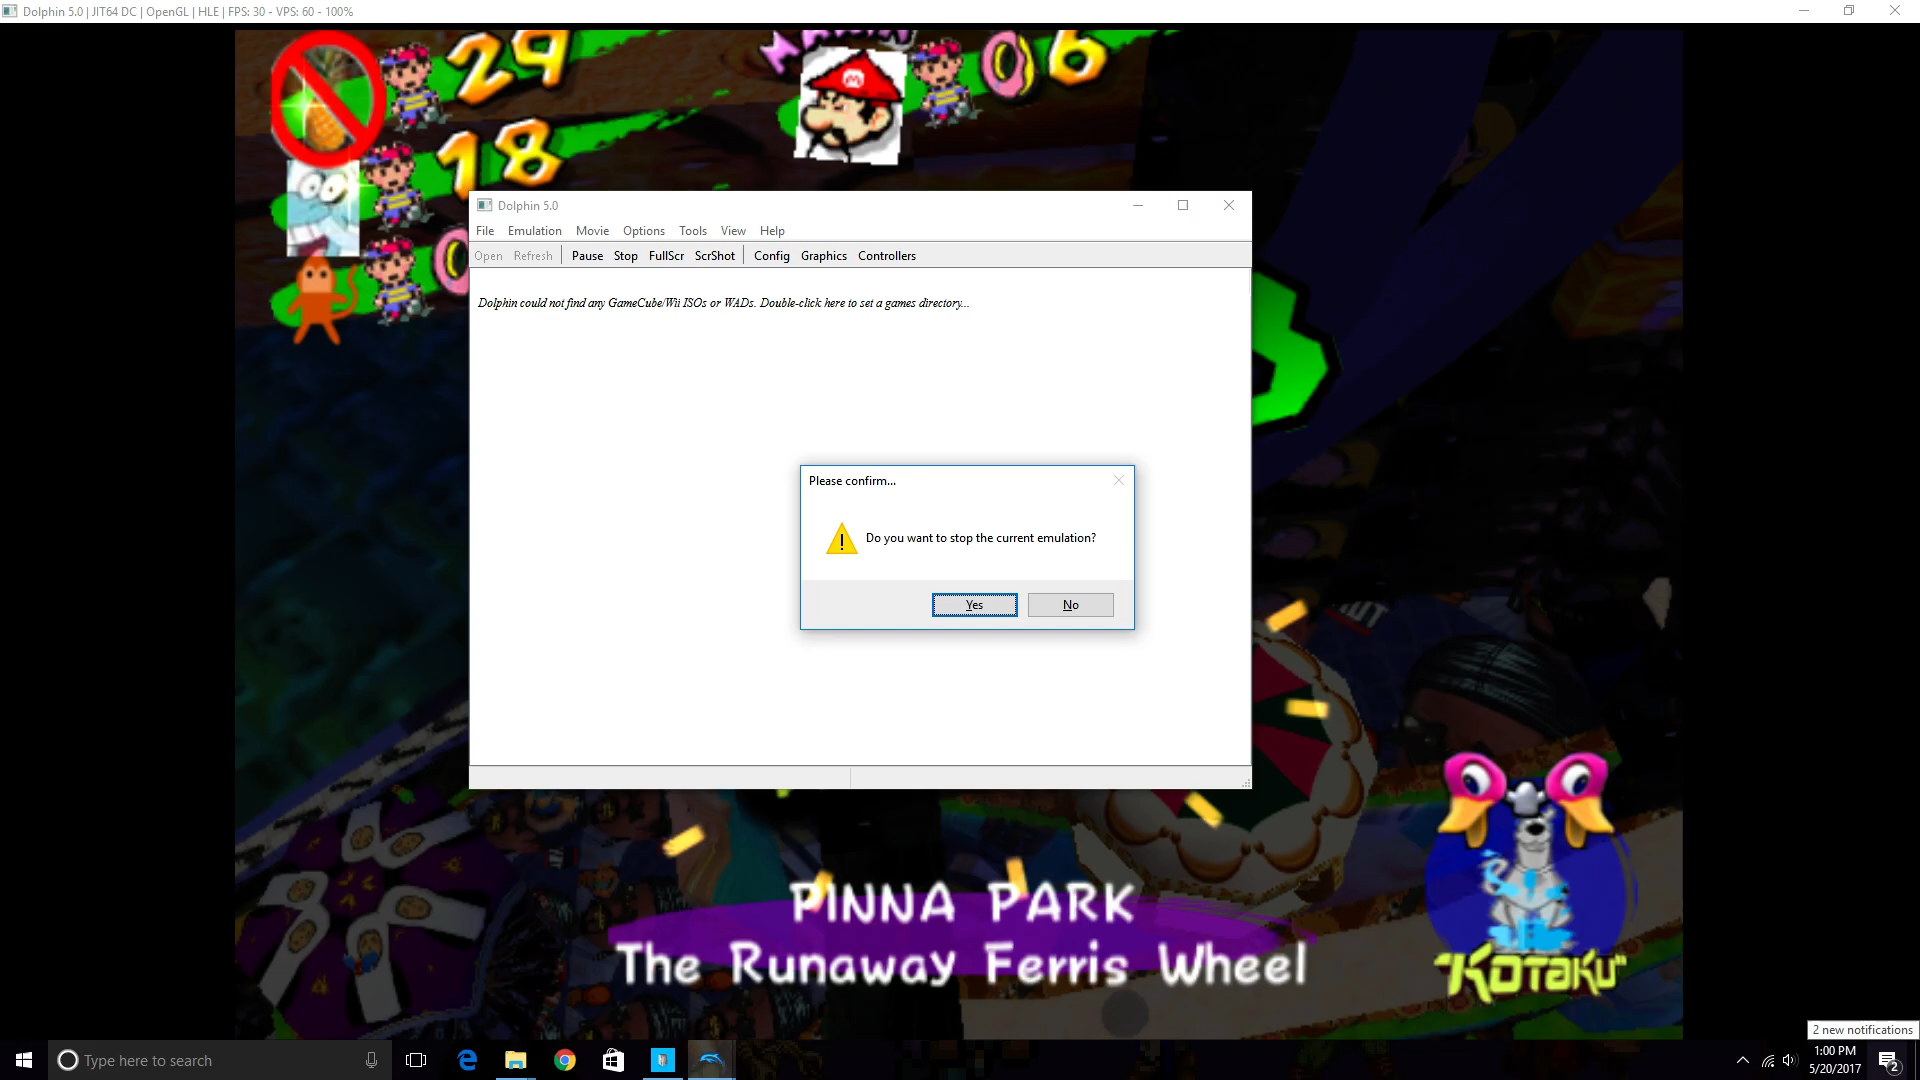 Dolphin 5.0 | JIT64 DC | OpenGL | HLE | FPS: 30 - VPS: 60 - 100%
29
06
18
Dolphin 5.0
File Emulation Movie Options Tools View Help
Open Refresh Pause Stop FullScr ScrShot Config Graphics Controllers
Dolphin could not find any GameCube/Wii ISOs or WADs. Double-click here to set a games directory...
Please confirm...
Do you want to stop the current emulation?
Yes No
PINNA PARK
The Runaway Ferris Wheel
"KOTAKU"
2 new notifications
Type here to search
1:00 PM
5/20/2017
2